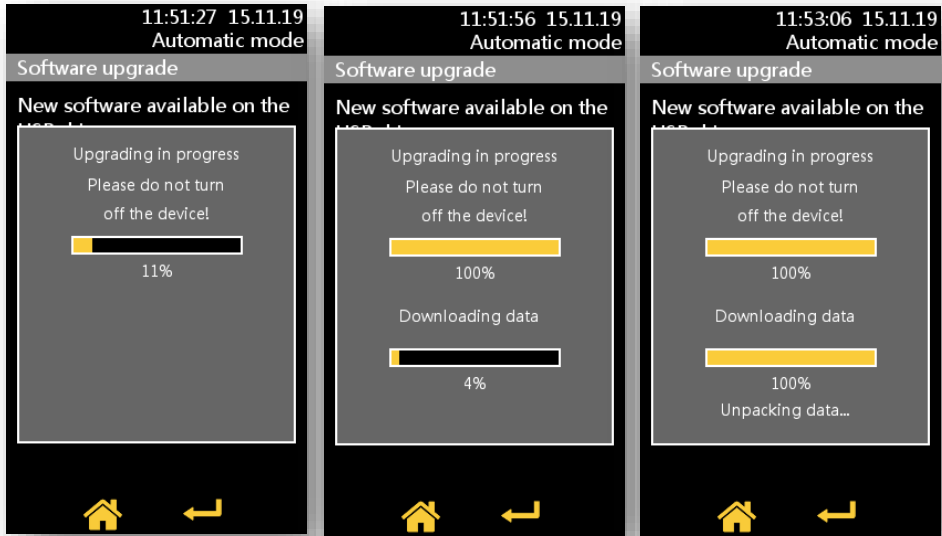 11:51:27 15.11.19
Automatic mode
Software upgrade
New software available on the
Upgrading in progress
Please do not turn
off the device!
11%
11:51:56 15.11.19
Automatic mode
Software upgrade
New software available on the
Upgrading in progress
Please do not turn
off the device!
100%
Downloading data
4%
11:53:06 15.11.19
Automatic mode
Software upgrade
New software available on the
Upgrading in progress
Please do not turn
off the device!
100%
Downloading data
100%
Unpacking data...